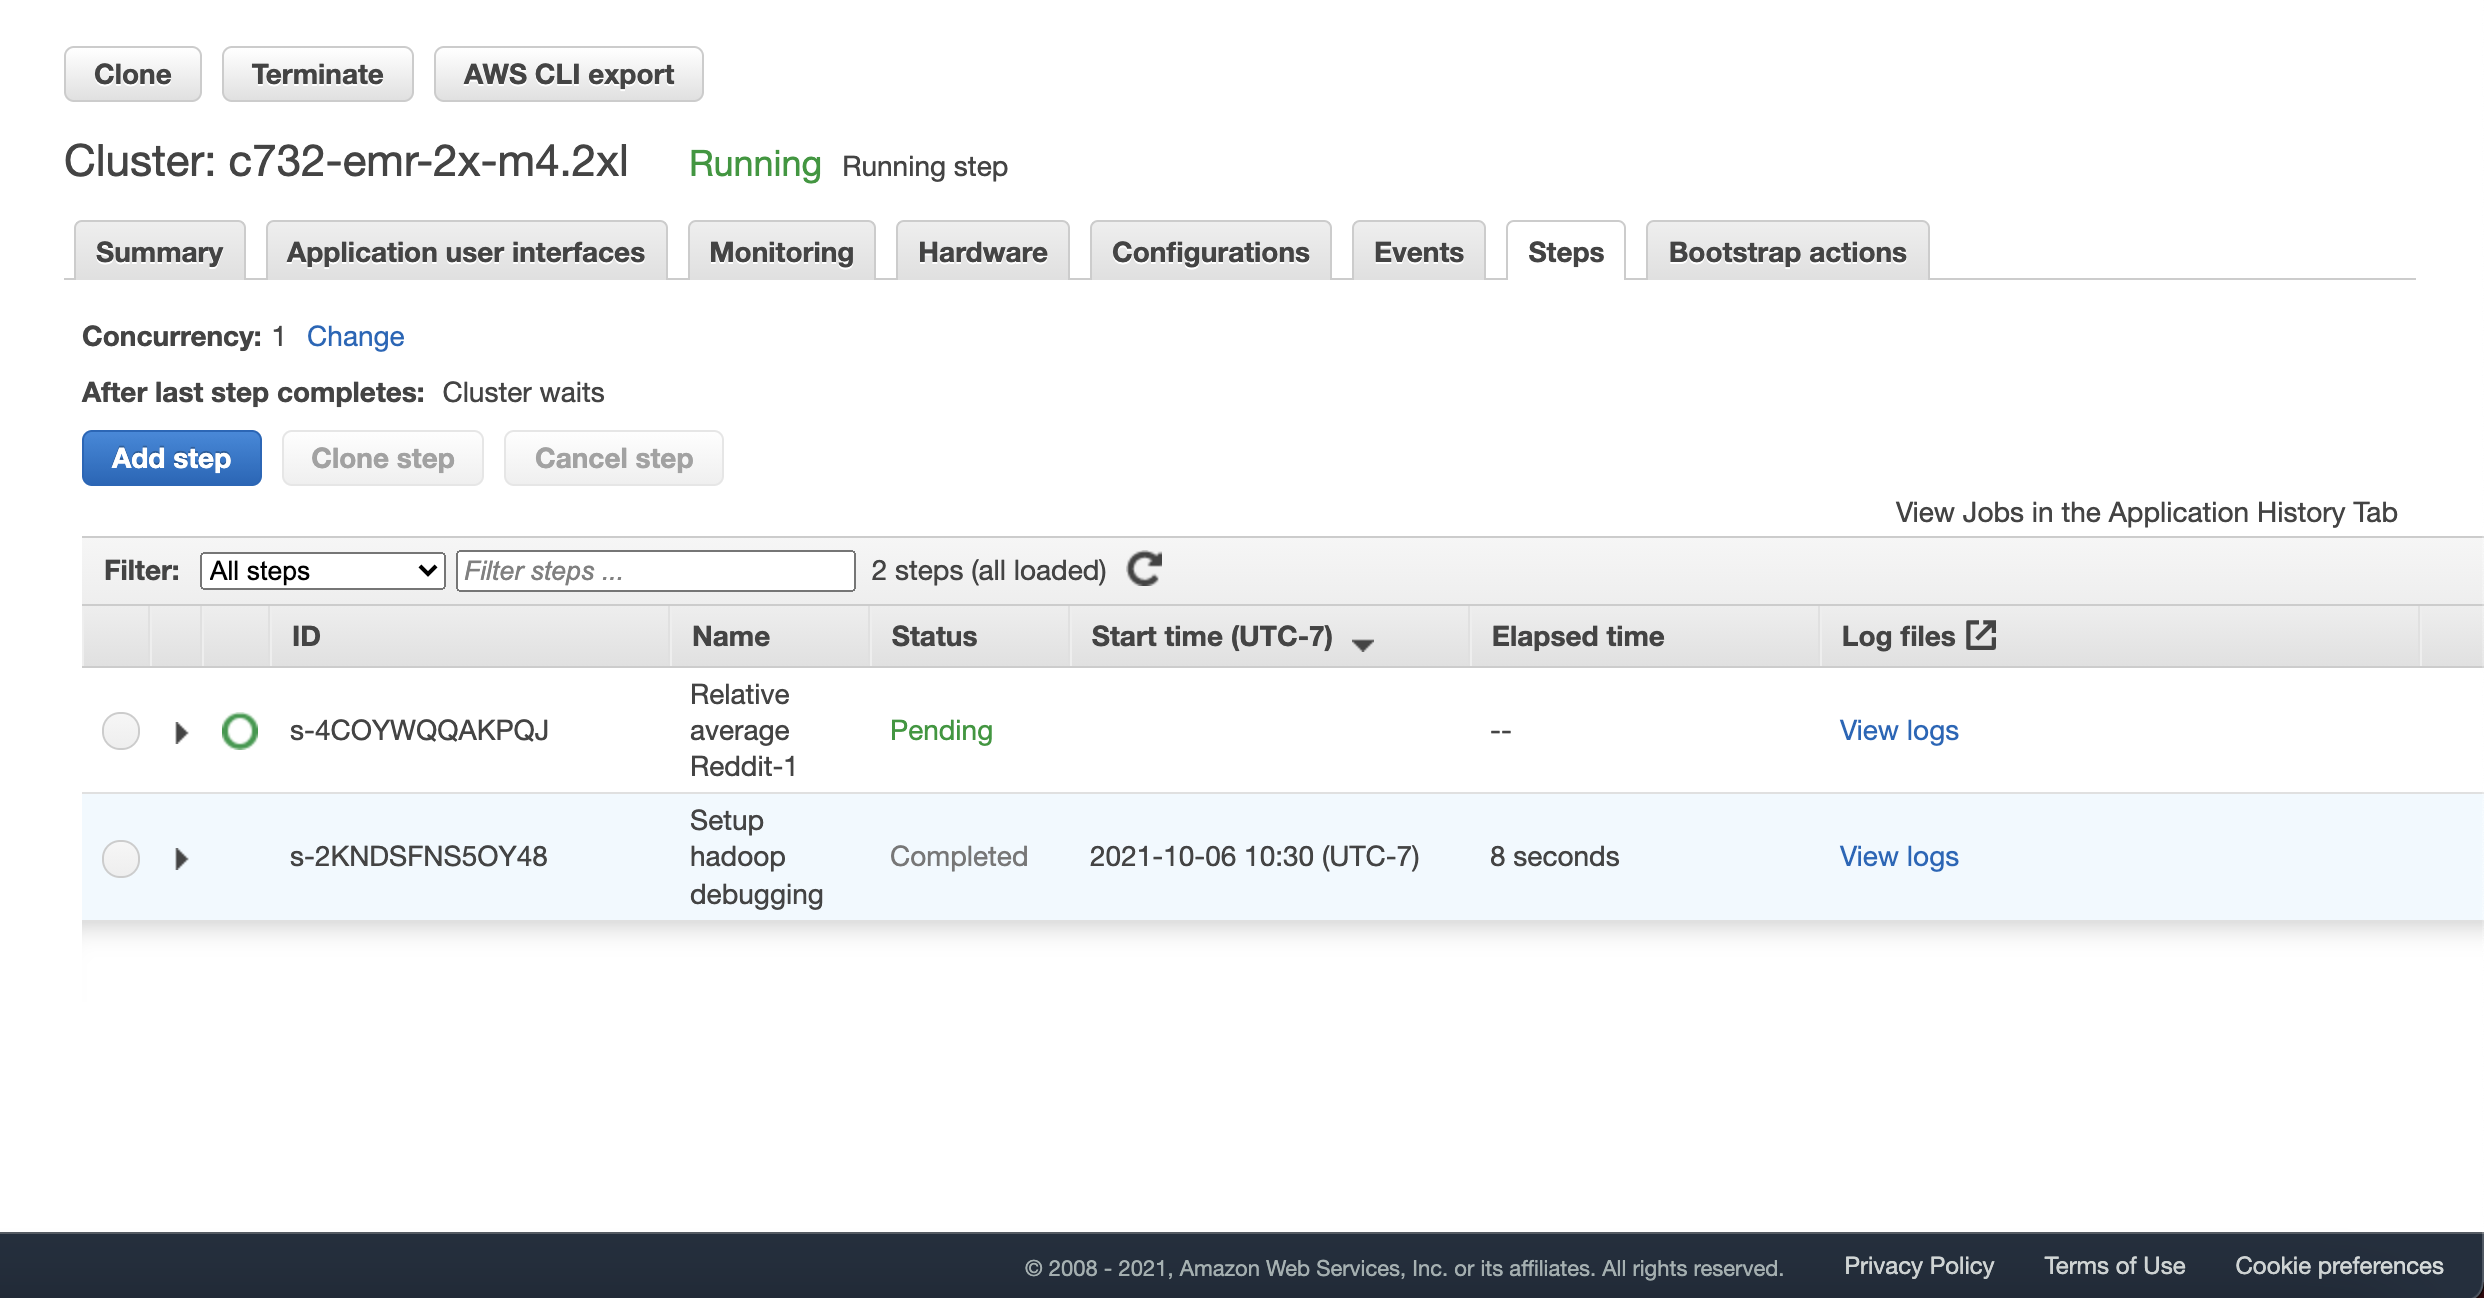 Clone Terminate AWS CLI export
Cluster: c732-emr-2x-m4.2xl Running Running step
Summary Application user interfaces Monitoring Hardware Configurations Events Steps Bootstrap actions
Concurrency: 1 Change
After last step completes: Cluster waits
Add step Clone step Cancel step
View Jobs in the Application History Tab
Filter: All steps Filter steps ... 2 steps (all loaded)
ID Name Status Start time (UTC-7) Elapsed time Log files
s-4COYWQQAKPQJ Relative average Reddit-1 Pending -- View logs
s-2KNDSFNS5OY48 Setup hadoop debugging Completed 2021-10-06 10:30 (UTC-7) 8 seconds View logs
© 2008 - 2021, Amazon Web Services, Inc. or its affiliates. All rights reserved. Privacy Policy Terms of Use Cookie preferences